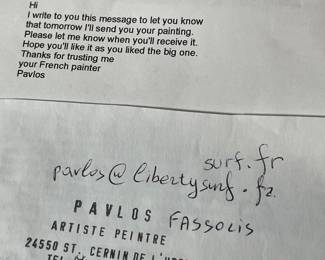 Hi
I write to you this message to let you know
that tomorrow I'll send you your painting.
Please let me know when you'll receive it.
Hope you'll like it as you liked the big one.
Thanks for trusting me
your French painter
Pavlos
surf.fr
pavlos@libertysurf.fr
PAVLOS FASSOLIS
ARTISTE PEINTRE
24550 ST. CERNIN DE
TEL